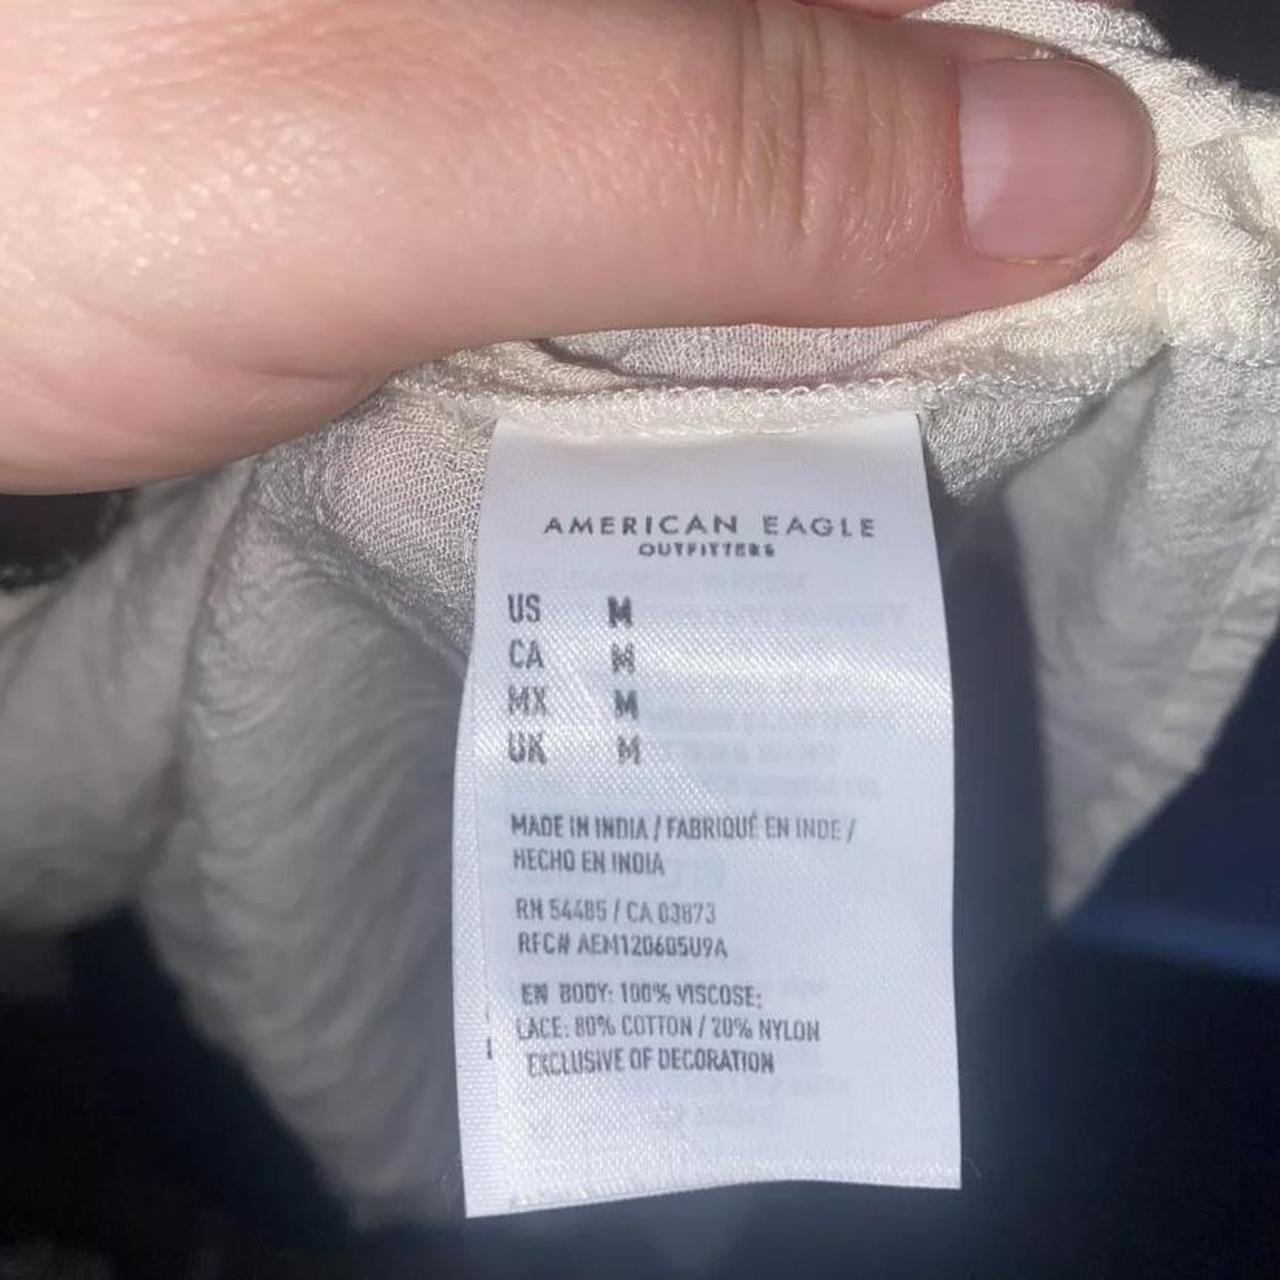 AMERICAN EAGLE
OUTFITTERS
US M
CA M
MX M
UK M
MADE IN INDIA / FABRIQUÉ EN INDE /
HECHO EN INDIA
RN 54485 / CA 03873
RFC# AEM120605U9A
EN BODY: 100% VISCOSE;
LACE: 80% COTTON / 20% NYLON
EXCLUSIVE OF DECORATION